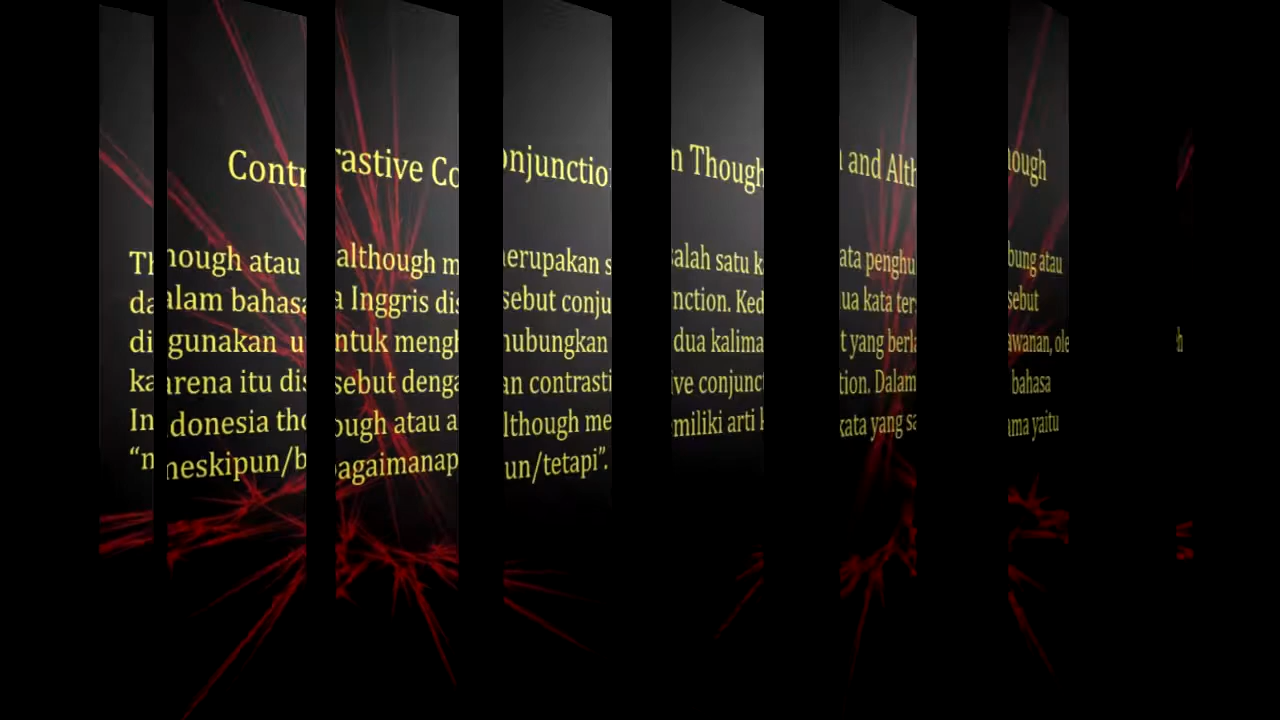 Contrastive Conjunction Though and Although
Though atau although merupakan salah satu kata penghubung atau
dalam bahasa Inggris disebut conjunction. Kedua kata tersebut
digunakan untuk menghubungkan dua kalimat yang berlawanan, oleh
karena itu disebut dengan contrastive conjunction. Dalam bahasa
Indonesia though atau although memiliki arti kata yang sama yaitu
“meskipun/bagaimanapun/tetapi”.